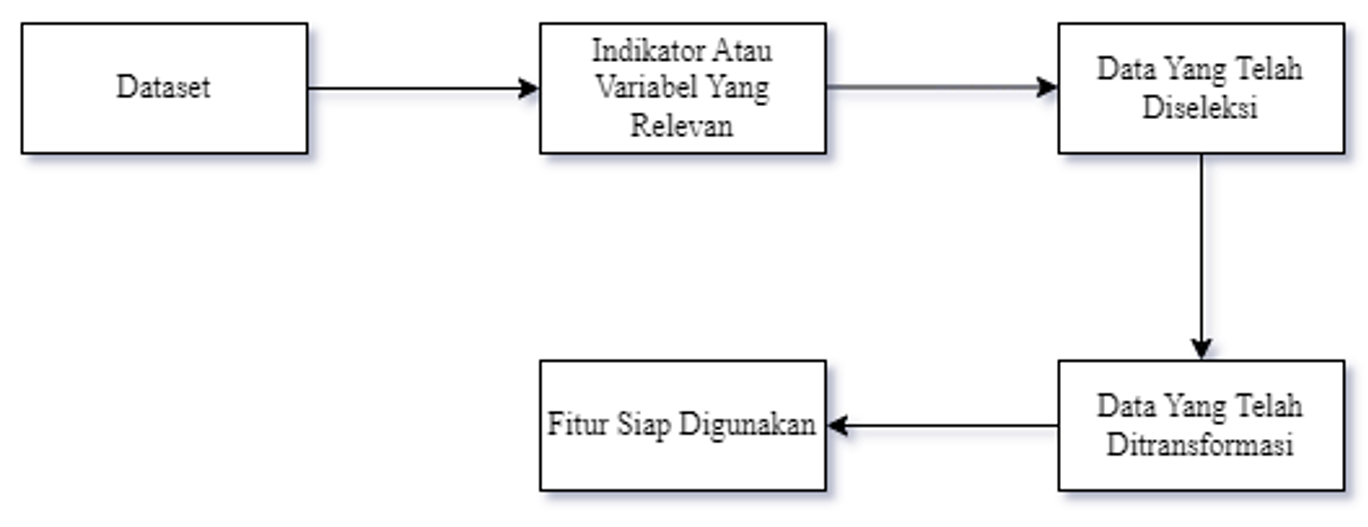 Dataset
Indikator Atau
Variabel Yang
Relevan
Data Yang Telah
Diseleksi
Data Yang Telah
Ditransformasi
Fitur Siap Digunakan